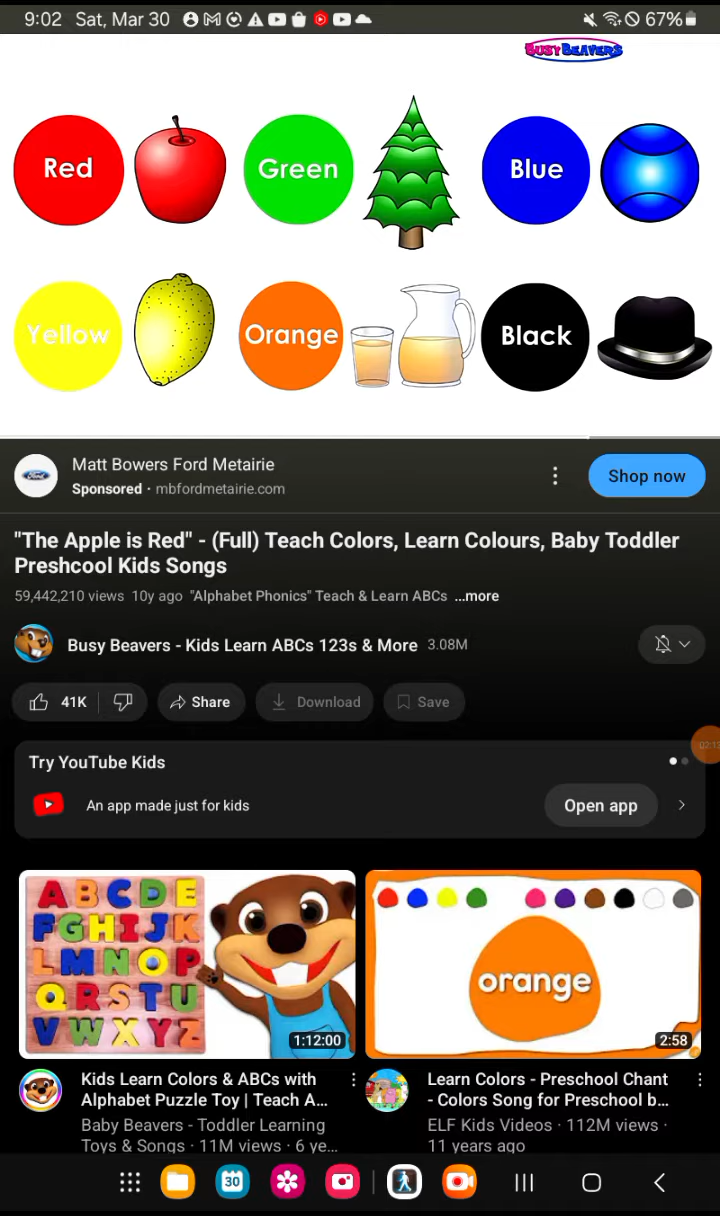 9:02 Sat, Mar 30 67%
BUSY BEAVERS
Red Green Blue
Yellow Orange Black
Matt Bowers Ford Metairie
Sponsored · mbfordmetairie.com
Shop now
"The Apple is Red" - (Full) Teach Colors, Learn Colours, Baby Toddler
Preshcool Kids Songs
59,442,210 views 10y ago "Alphabet Phonics" Teach & Learn ABCs ...more
Busy Beavers - Kids Learn ABCs 123s & More 3.08M
41K Share Download Save
02:13
Try YouTube Kids
An app made just for kids
Open app
A B C D E
F G H I J K
L M N O P
Q R S T U
V W X Y Z
1:12:00
orange
2:58
Kids Learn Colors & ABCs with
Alphabet Puzzle Toy | Teach A...
Baby Beavers - Toddler Learning
Toys & Songs · 11M views · 6 ye...
Learn Colors - Preschool Chant
- Colors Song for Preschool b...
ELF Kids Videos · 112M views ·
11 years ago
30